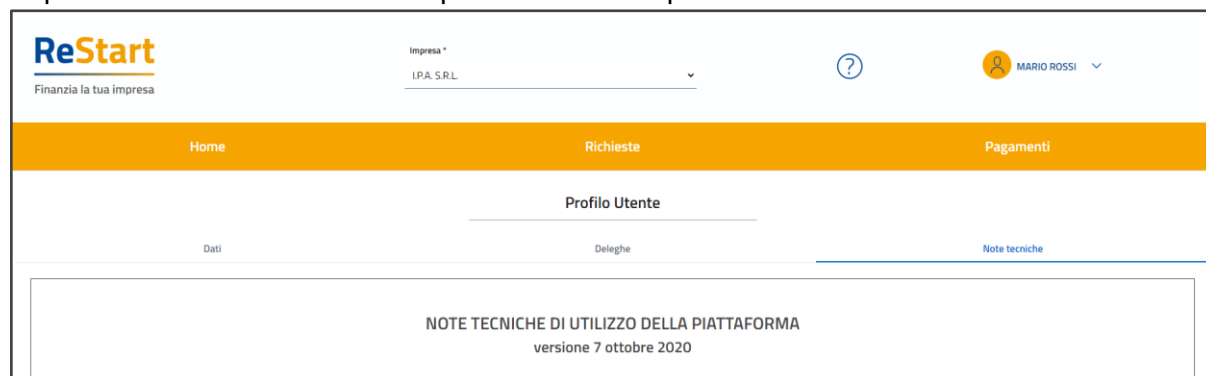 ReStart
Finanzia la tua impresa
Impresa *
I.P.A. S.R.L.
?
MARIO ROSSI
Home Richieste Pagamenti
Profilo Utente
Dati Deleghe Note tecniche
NOTE TECNICHE DI UTILIZZO DELLA PIATTAFORMA
versione 7 ottobre 2020